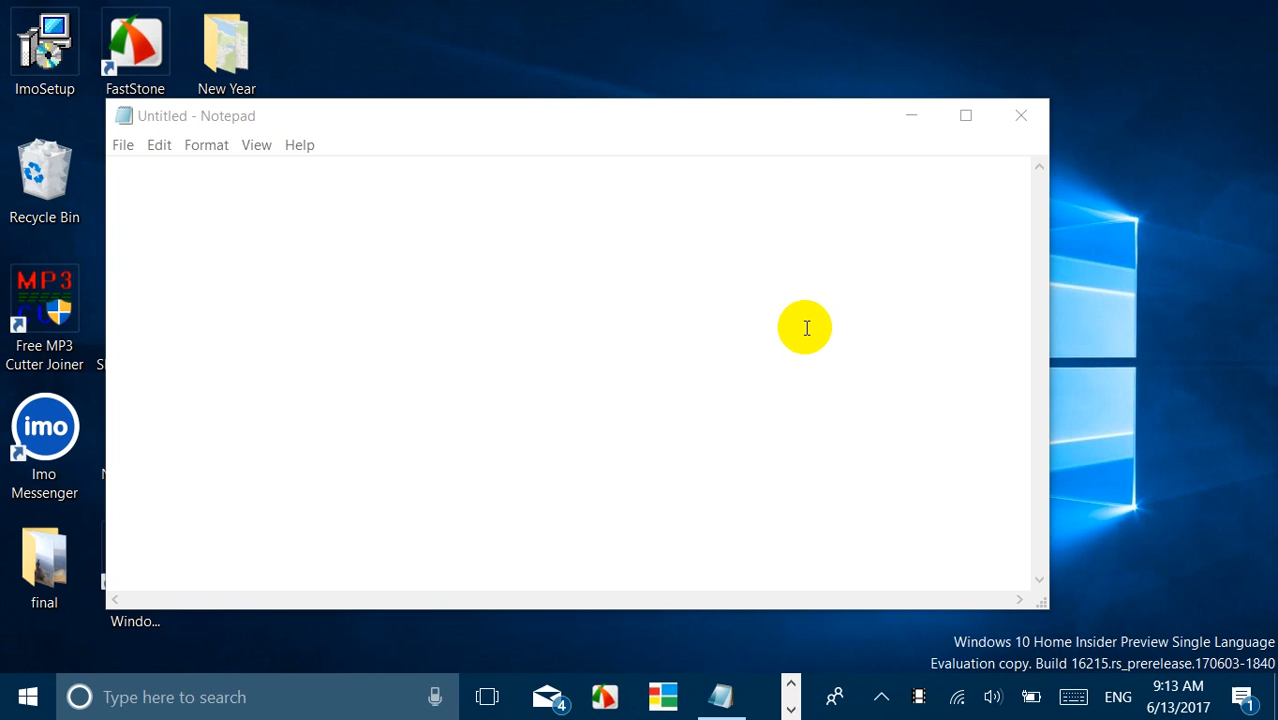 ImoSetup
FastStone
New Year
Untitled - Notepad
File Edit Format View Help
Recycle Bin
MP3
Free MP3
Cutter Joiner
imo
Imo
Messenger
final
Windo...
Windows 10 Home Insider Preview Single Language
Evaluation copy. Build 16215.rs_prerelease.170603-1840
Type here to search
4
ENG
9:13 AM
6/13/2017
1